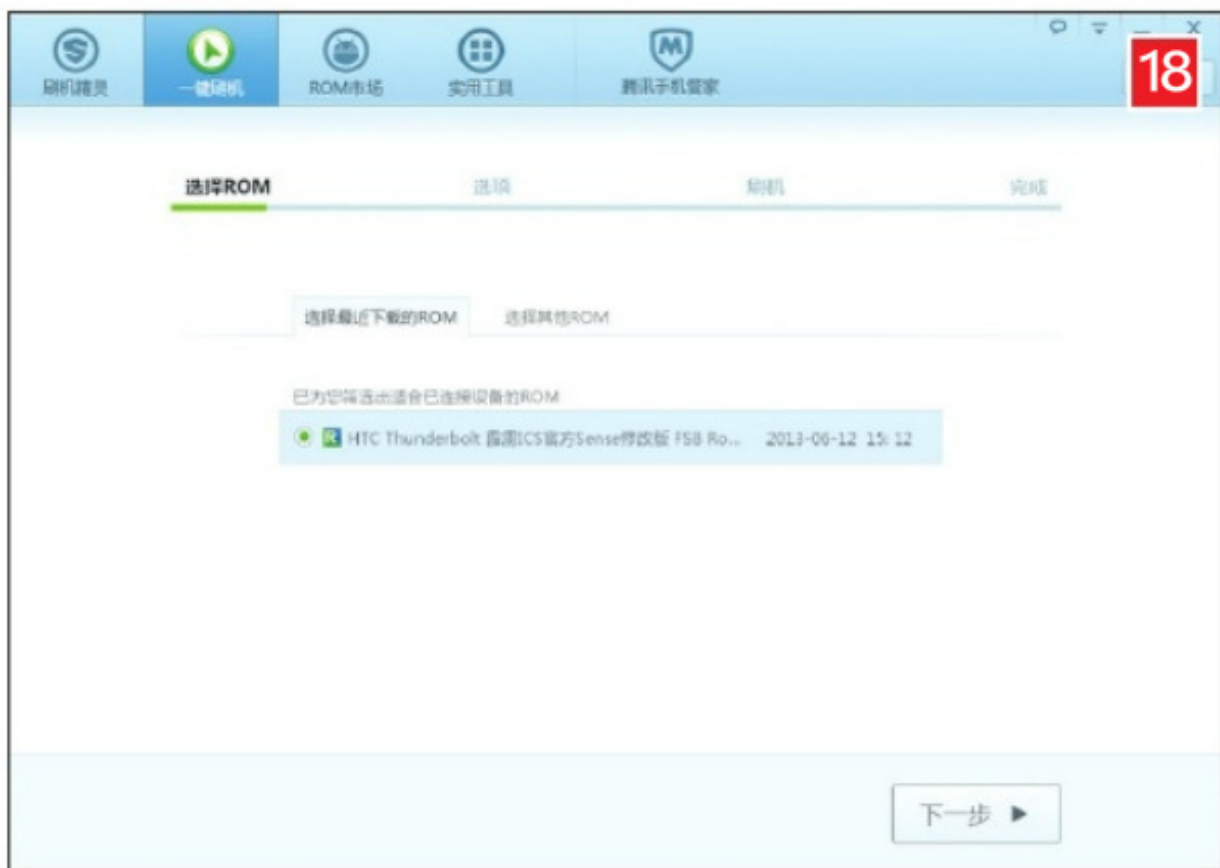 刷机精灵 一键刷机 ROM市场 实用工具 腾讯手机管家 18
选择ROM 选项 刷机 完成
选择最近下载的ROM 选择其他ROM
已为您筛选出适合已连接设备的ROM
HTC Thunderbolt 霹雳ICS官方Sense修改版 FSB Ro... 2013-06-12 15:12
下一步